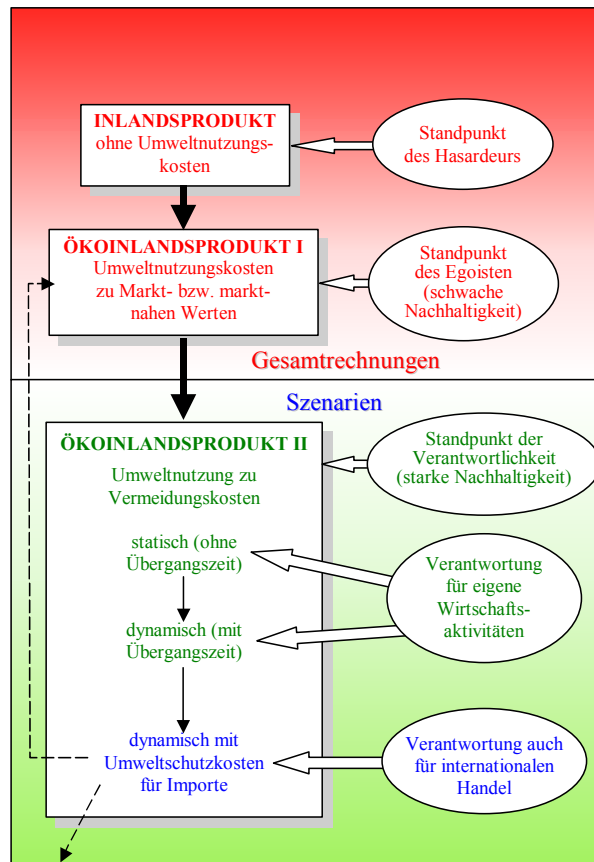 INLANDSPRODUKT
ohne Umweltnutzungs-
kosten
Standpunkt
des Hasardeurs
ÖKOINLANDSPRODUKT I
Umweltnutzungskosten
zu Markt- bzw. markt-
nahen Werten
Standpunkt
des Egoisten
(schwache
Nachhaltigkeit)
Gesamtrechnungen
Szenarien
ÖKOINLANDSPRODUKT II
Umweltnutzung zu
Vermeidungskosten
Standpunkt der
Verantwortlichkeit
(starke Nachhaltigkeit)
statisch (ohne
Übergangszeit)
dynamisch (mit
Übergangszeit)
Verantwortung
für eigene
Wirtschafts-
aktivitäten
dynamisch mit
Umweltschutzkosten
für Importe
Verantwortung auch
für internationalen
Handel